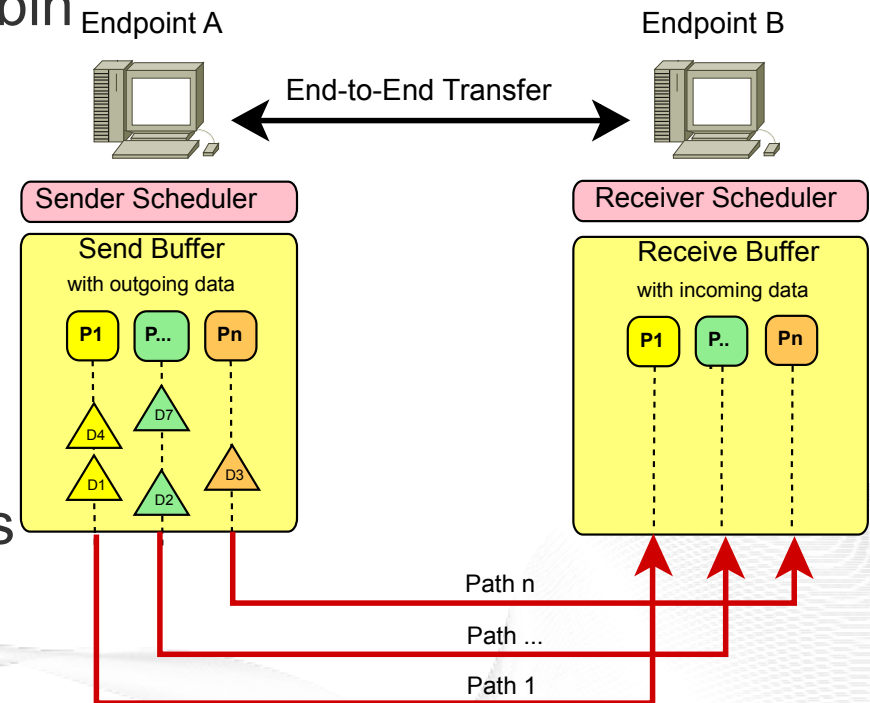 Endpoint A
Endpoint B
End-to-End Transfer
Sender Scheduler
Receiver Scheduler
Send Buffer
with outgoing data
Receive Buffer
with incoming data
P1 P... Pn
P1 P.. Pn
D7
D4
D1
D2
D3
Path n
Path ...
Path 1